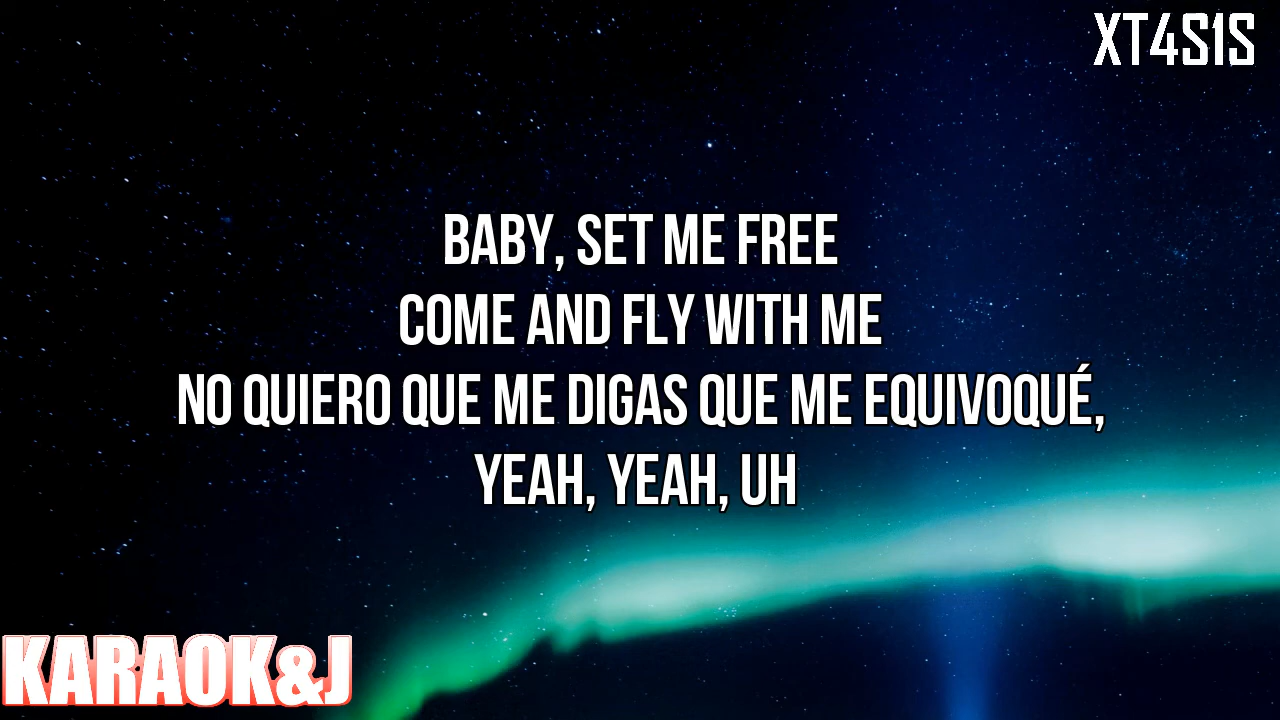 XT4S1S
BABY, SET ME FREE
COME AND FLY WITH ME
NO QUIERO QUE ME DIGAS QUE ME EQUIVOQUÉ,
YEAH, YEAH, UH
KARAOK&J